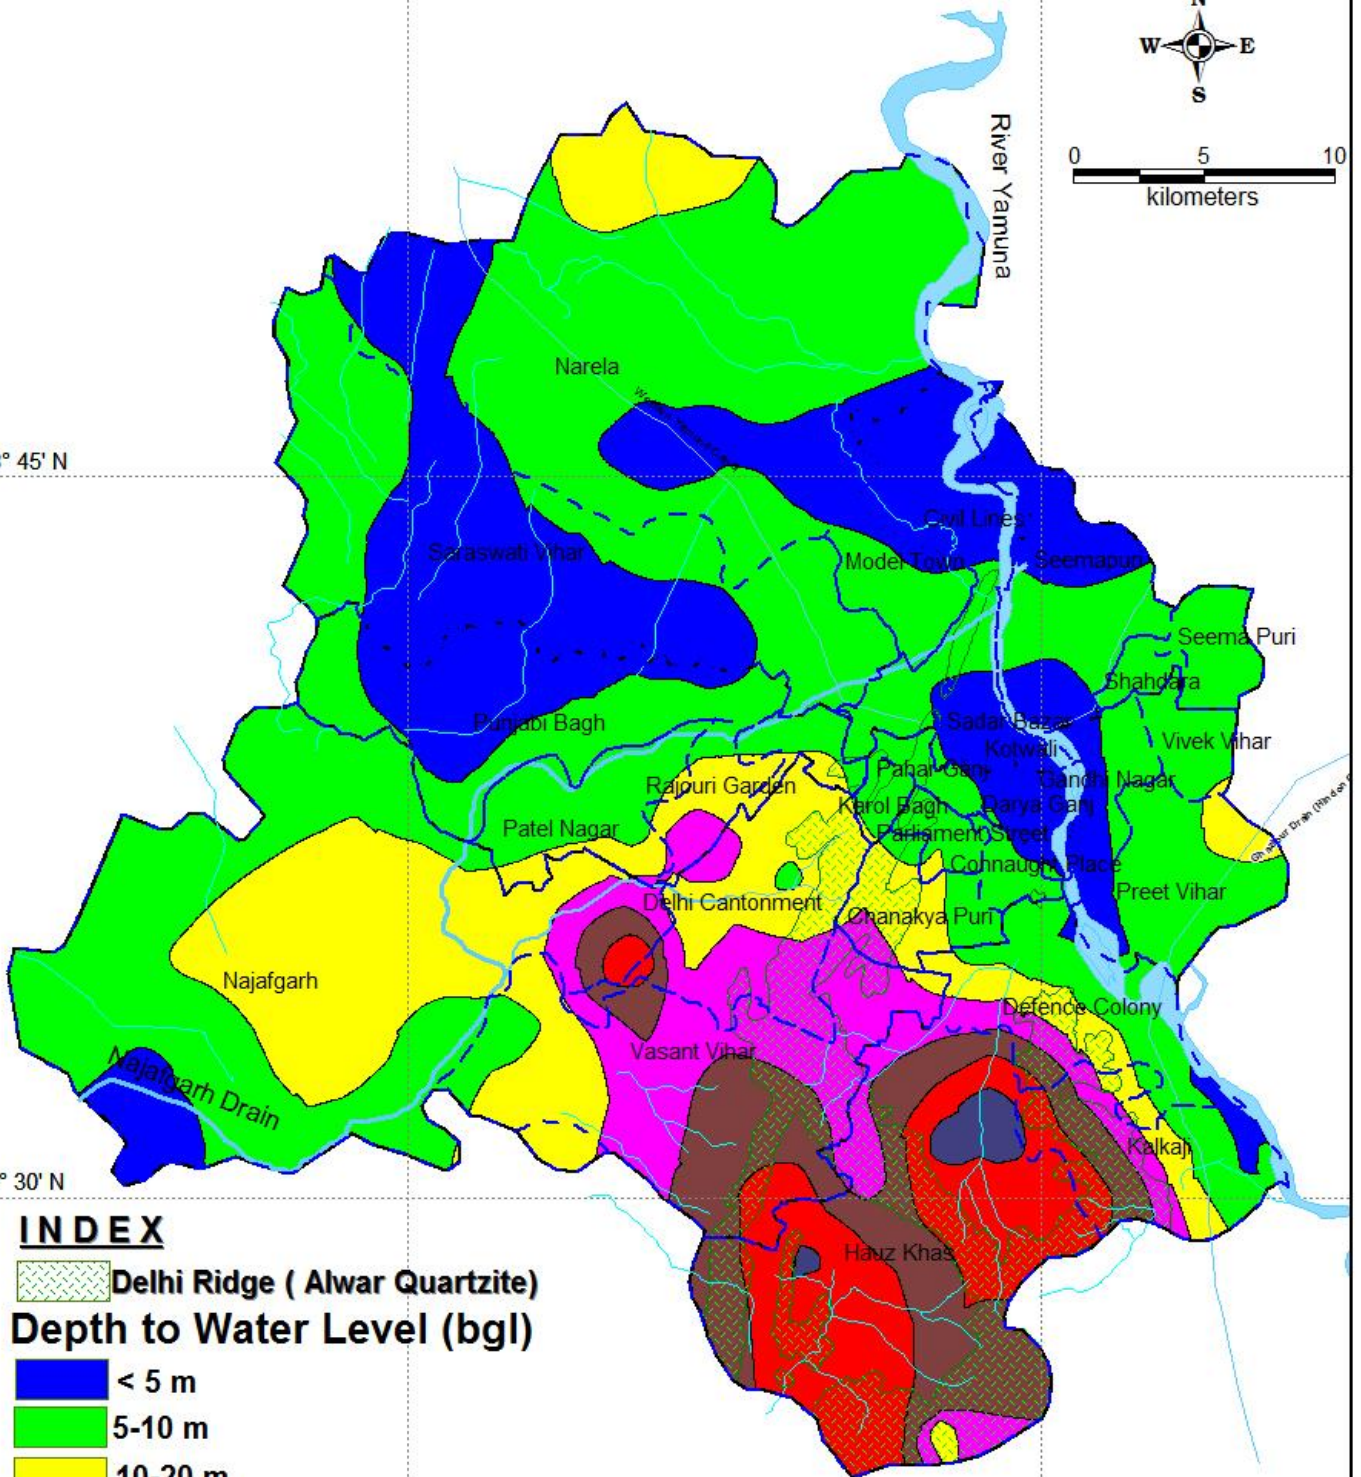 N
W E
S
0 5 10
kilometers
River Yamuna
Narela
45' N
Civil Lines
Saraswati Vihar
Model Town
Seemapuri
Seema Puri
Shahdara
Punjabi Bagh
Sadar Bazar
Kotwali
Vivek Vihar
Pahar Ganj
Gandhi Nagar
Rajouri Garden
Karol Bagh
Darya Ganj
Patel Nagar
Parliament Street
Connaught Place
Preet Vihar
Delhi Cantonment
Chanakya Puri
Najafgarh
Defence Colony
Vasant Vihar
Najafgarh Drain
Kalkaji
30' N
Hauz Khas
INDEX
Delhi Ridge ( Alwar Quartzite)
Depth to Water Level (bgl)
< 5 m
5-10 m
10-20 m